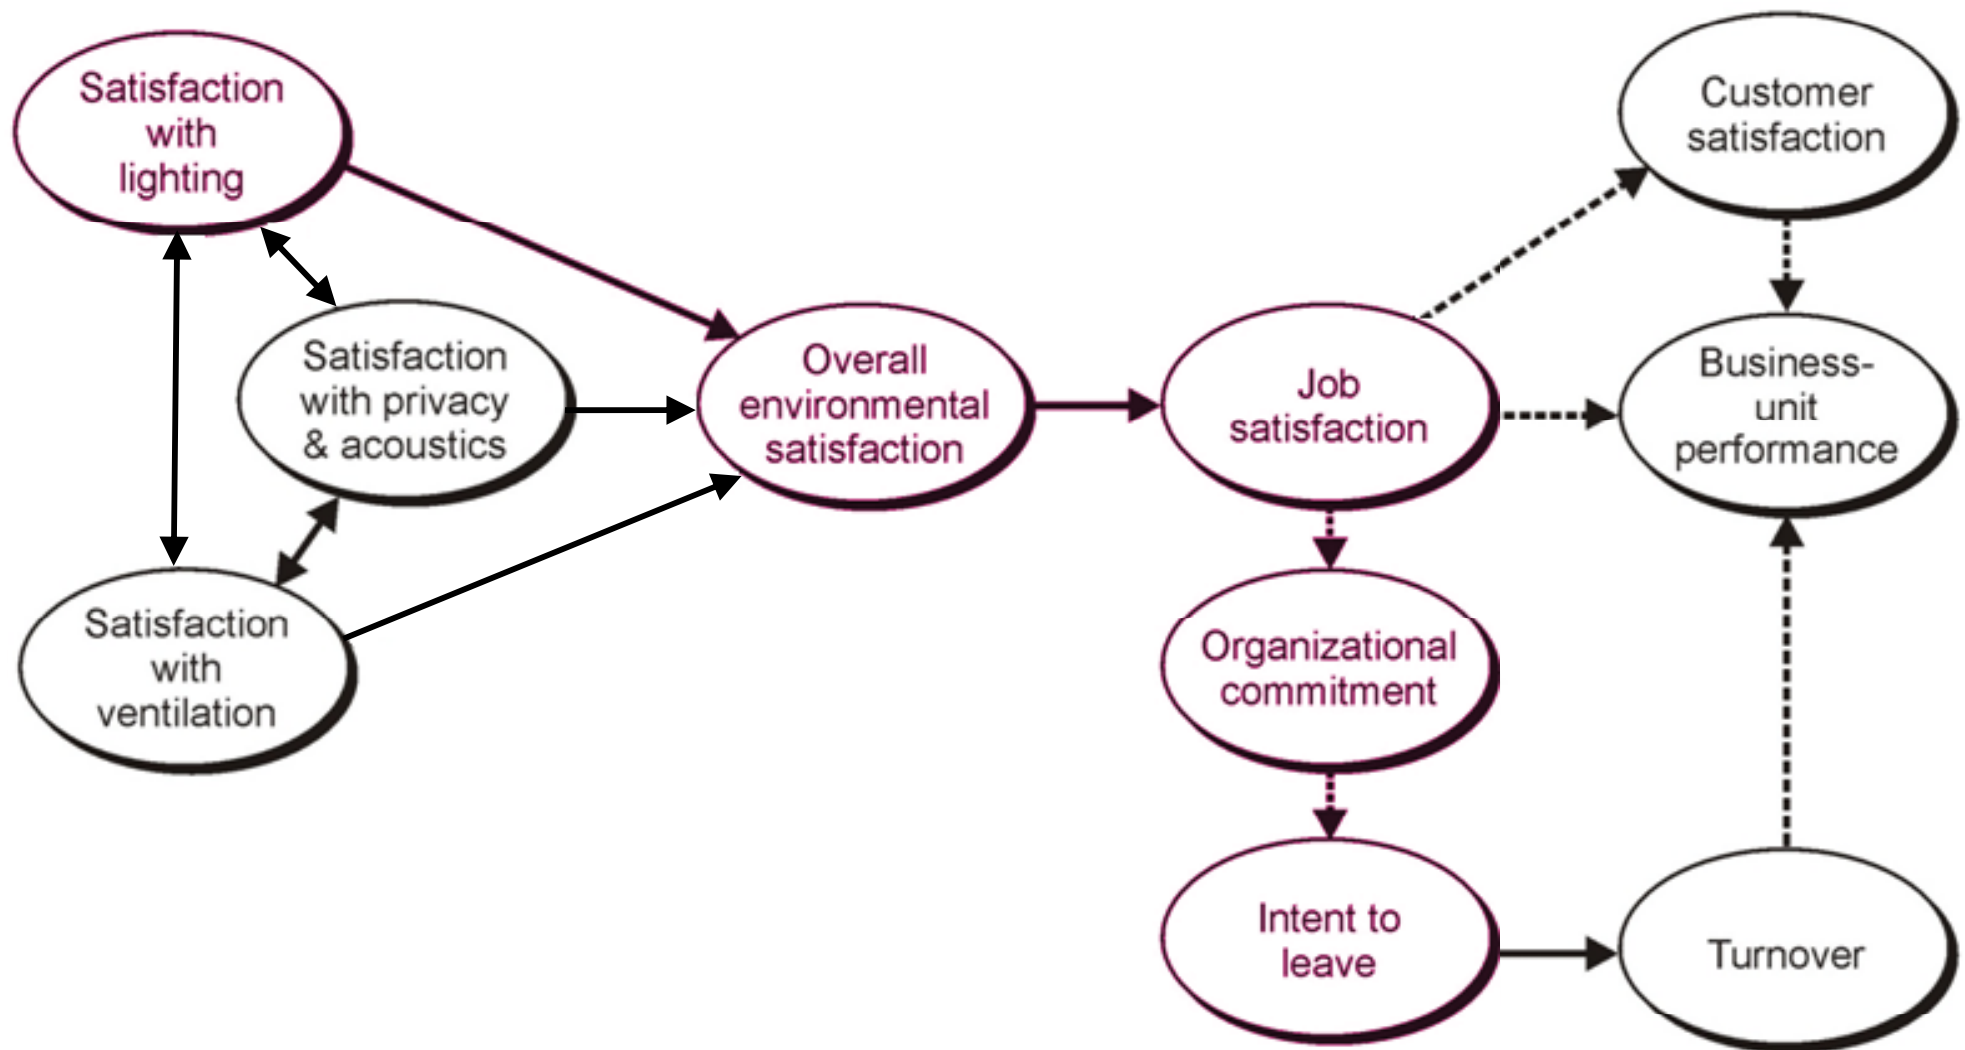 Satisfaction
with
lighting
Satisfaction
with privacy
& acoustics
Satisfaction
with
ventilation
Overall
environmental
satisfaction
Job
satisfaction
Organizational
commitment
Intent to
leave
Customer
satisfaction
Business-
unit
performance
Turnover